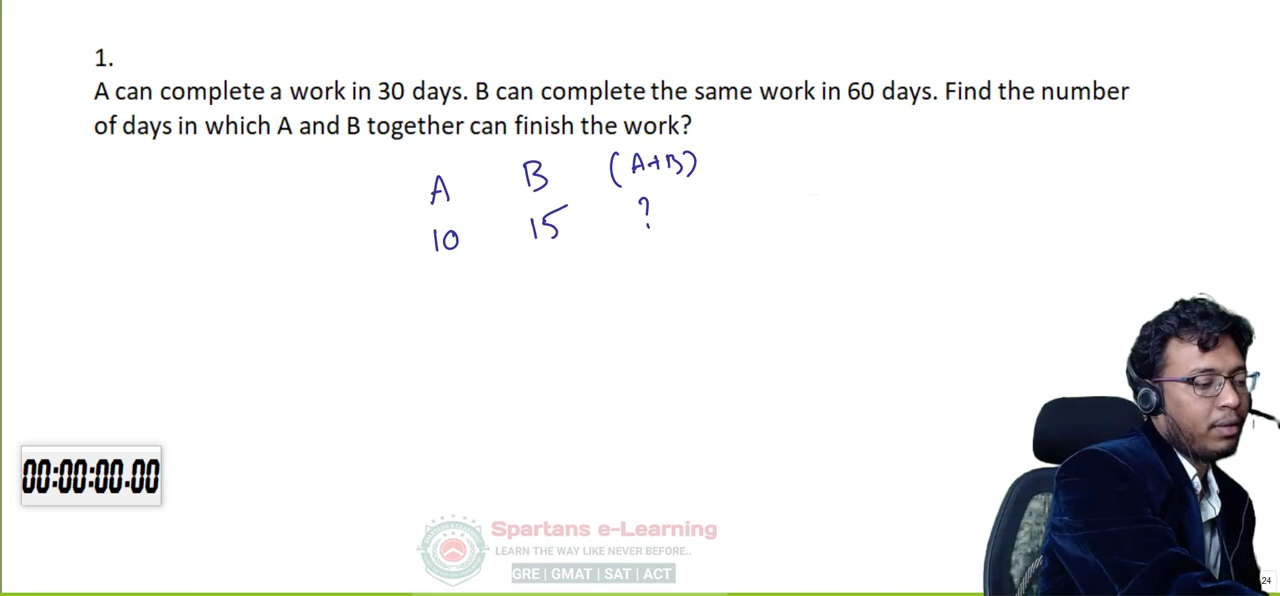 1.
A can complete a work in 30 days. B can complete the same work in 60 days. Find the number
of days in which A and B together can finish the work?
A B (A+B)
10 15 ?
00:00:00.00
Spartans e-Learning
LEARN THE WAY LIKE NEVER BEFORE..
GRE | GMAT | SAT | ACT
24